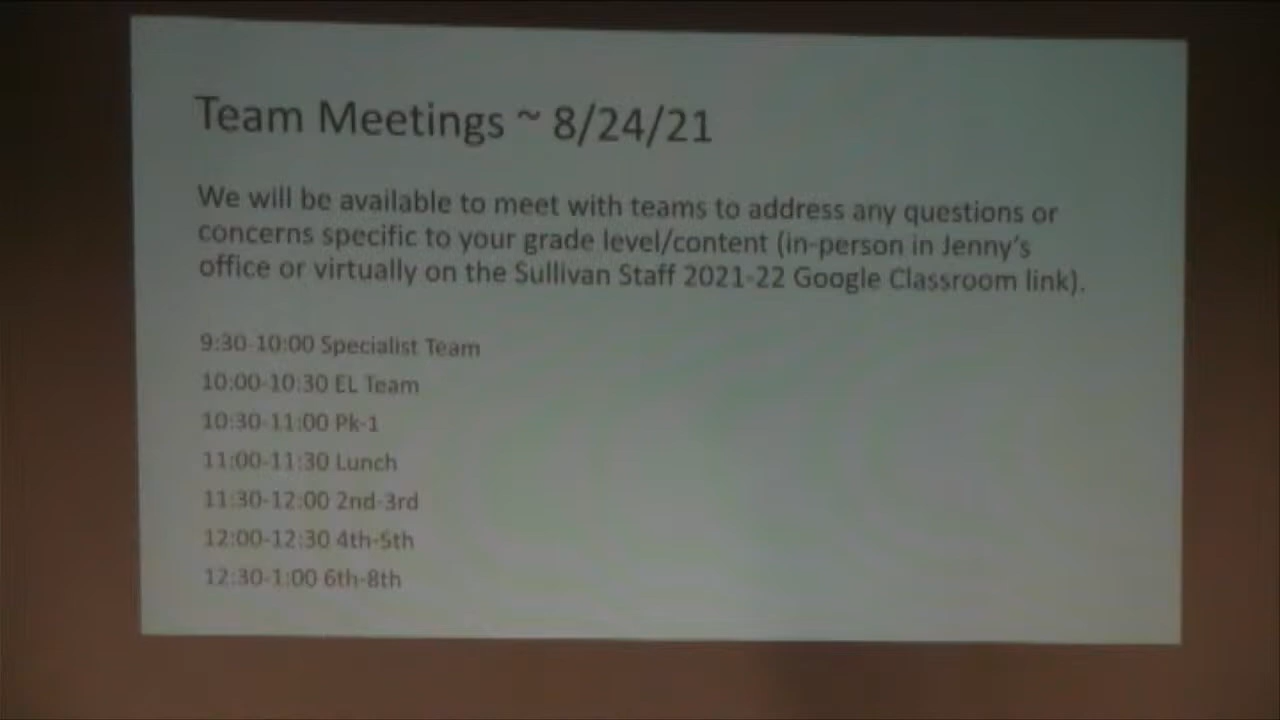 Team Meetings ~ 8/24/21
We will be available to meet with teams to address any questions or
concerns specific to your grade level/content (in-person in Jenny's
office or virtually on the Sullivan Staff 2021-22 Google Classroom link).
9:30-10:00 Specialist Team
10:00-10:30 EL Team
10:30-11:00 Pk-1
11:00-11:30 Lunch
11:30-12:00 2nd-3rd
12:00-12:30 4th-5th
12:30-1:00 6th-8th